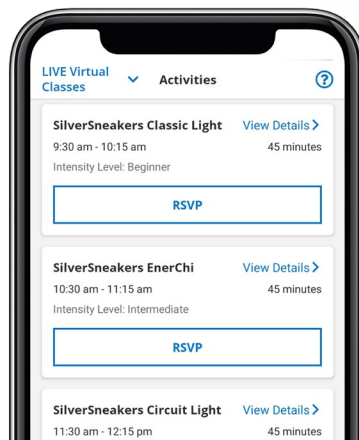 LIVE Virtual
Classes
Activities
?
SilverSneakers Classic Light View Details >
9:30 am - 10:15 am 45 minutes
Intensity Level: Beginner
RSVP
SilverSneakers EnerChi View Details >
10:30 am - 11:15 am 45 minutes
Intensity Level: Intermediate
RSVP
SilverSneakers Circuit Light View Details >
11:30 am - 12:15 pm 45 minutes